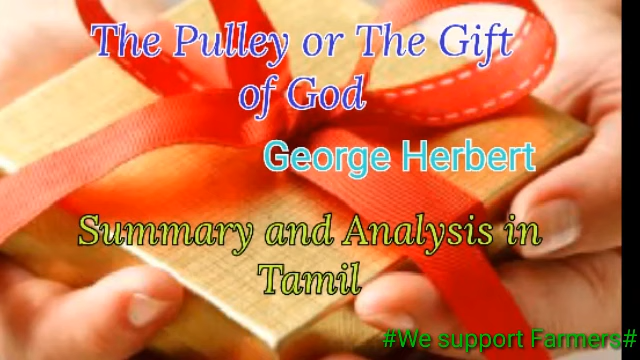 The Pulley or The Gift
of God
George Herbert
Summary and Analysis in
Tamil
#We support Farmers#